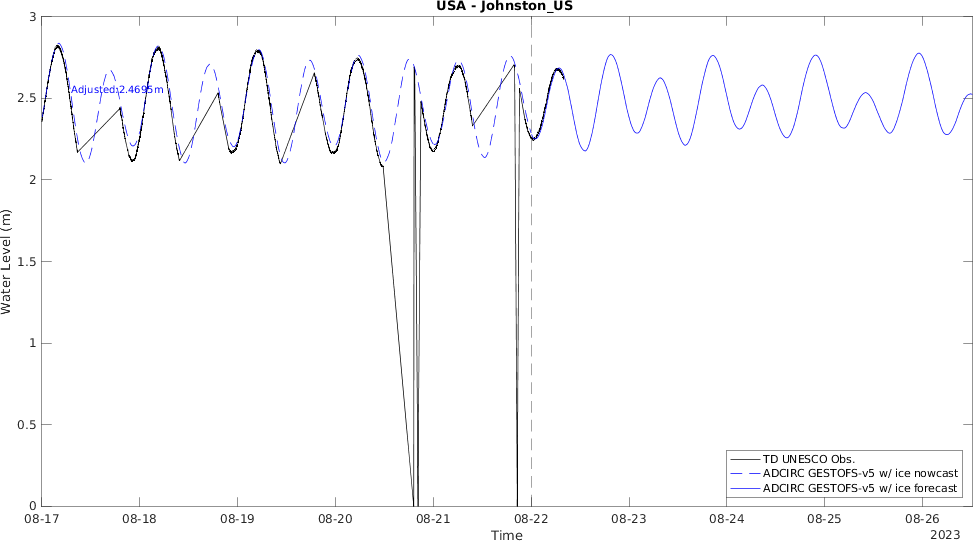 USA - Johnston_US
3
2.5
2
1.5
1
0.5
0
Water Level (m)
Adjusted:2.4695m
TD UNESCO Obs.
ADCIRC GESTOFS-v5 w/ ice nowcast
ADCIRC GESTOFS-v5 w/ ice forecast
08-17 08-18 08-19 08-20 08-21 08-22 08-23 08-24 08-25 08-26
Time
2023